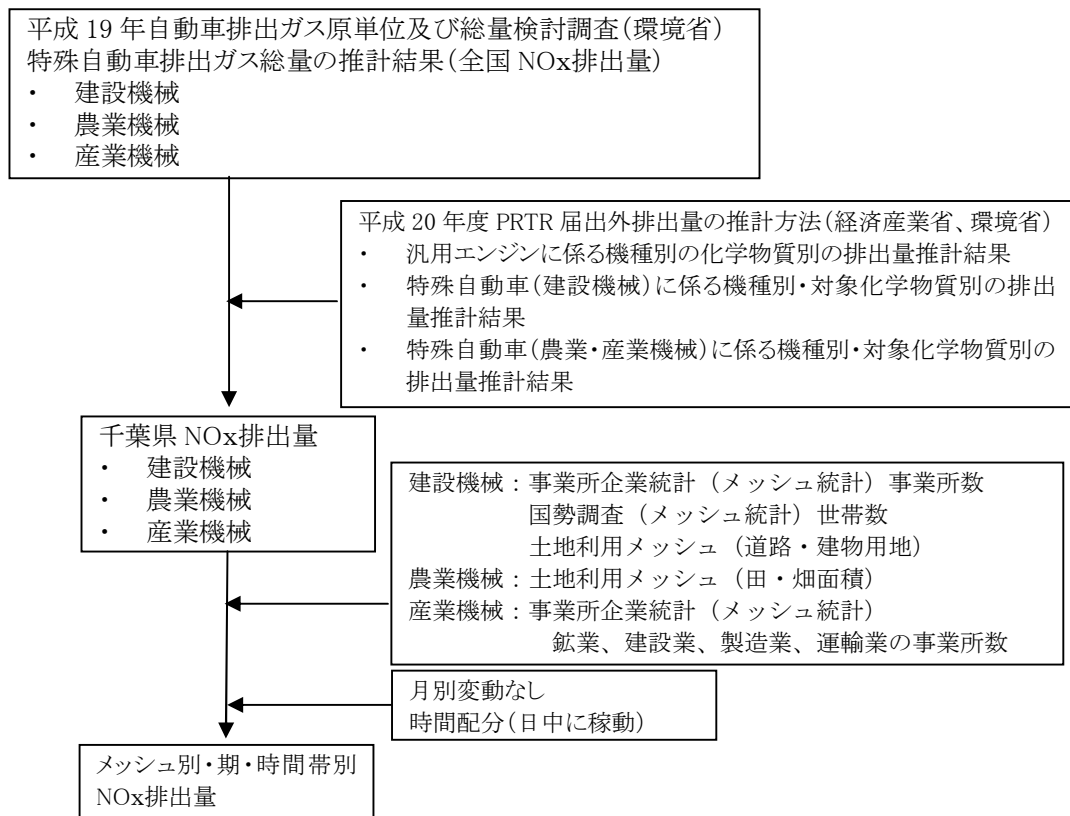 平成 19 年自動車排出ガス原単位及び総量検討調査(環境省)
特殊自動車排出ガス総量の推計結果(全国 NOx排出量)
・ 建設機械
・ 農業機械
・ 産業機械
平成 20 年度 PRTR 届出外排出量の推計方法(経済産業省、環境省)
・ 汎用エンジンに係る機種別の化学物質別の排出量推計結果
・ 特殊自動車(建設機械)に係る機種別・対象化学物質別の排出
量推計結果
・ 特殊自動車(農業・産業機械)に係る機種別・対象化学物質別の
排出量推計結果
千葉県 NOx排出量
・ 建設機械
・ 農業機械
・ 産業機械
建設機械：事業所企業統計（メッシュ統計）事業所数
国勢調査（メッシュ統計）世帯数
土地利用メッシュ（道路・建物用地）
農業機械：土地利用メッシュ（田・畑面積）
産業機械：事業所企業統計（メッシュ統計）
鉱業、建設業、製造業、運輸業の事業所数
月別変動なし
時間配分(日中に稼動)
メッシュ別・期・時間帯別
NOx排出量